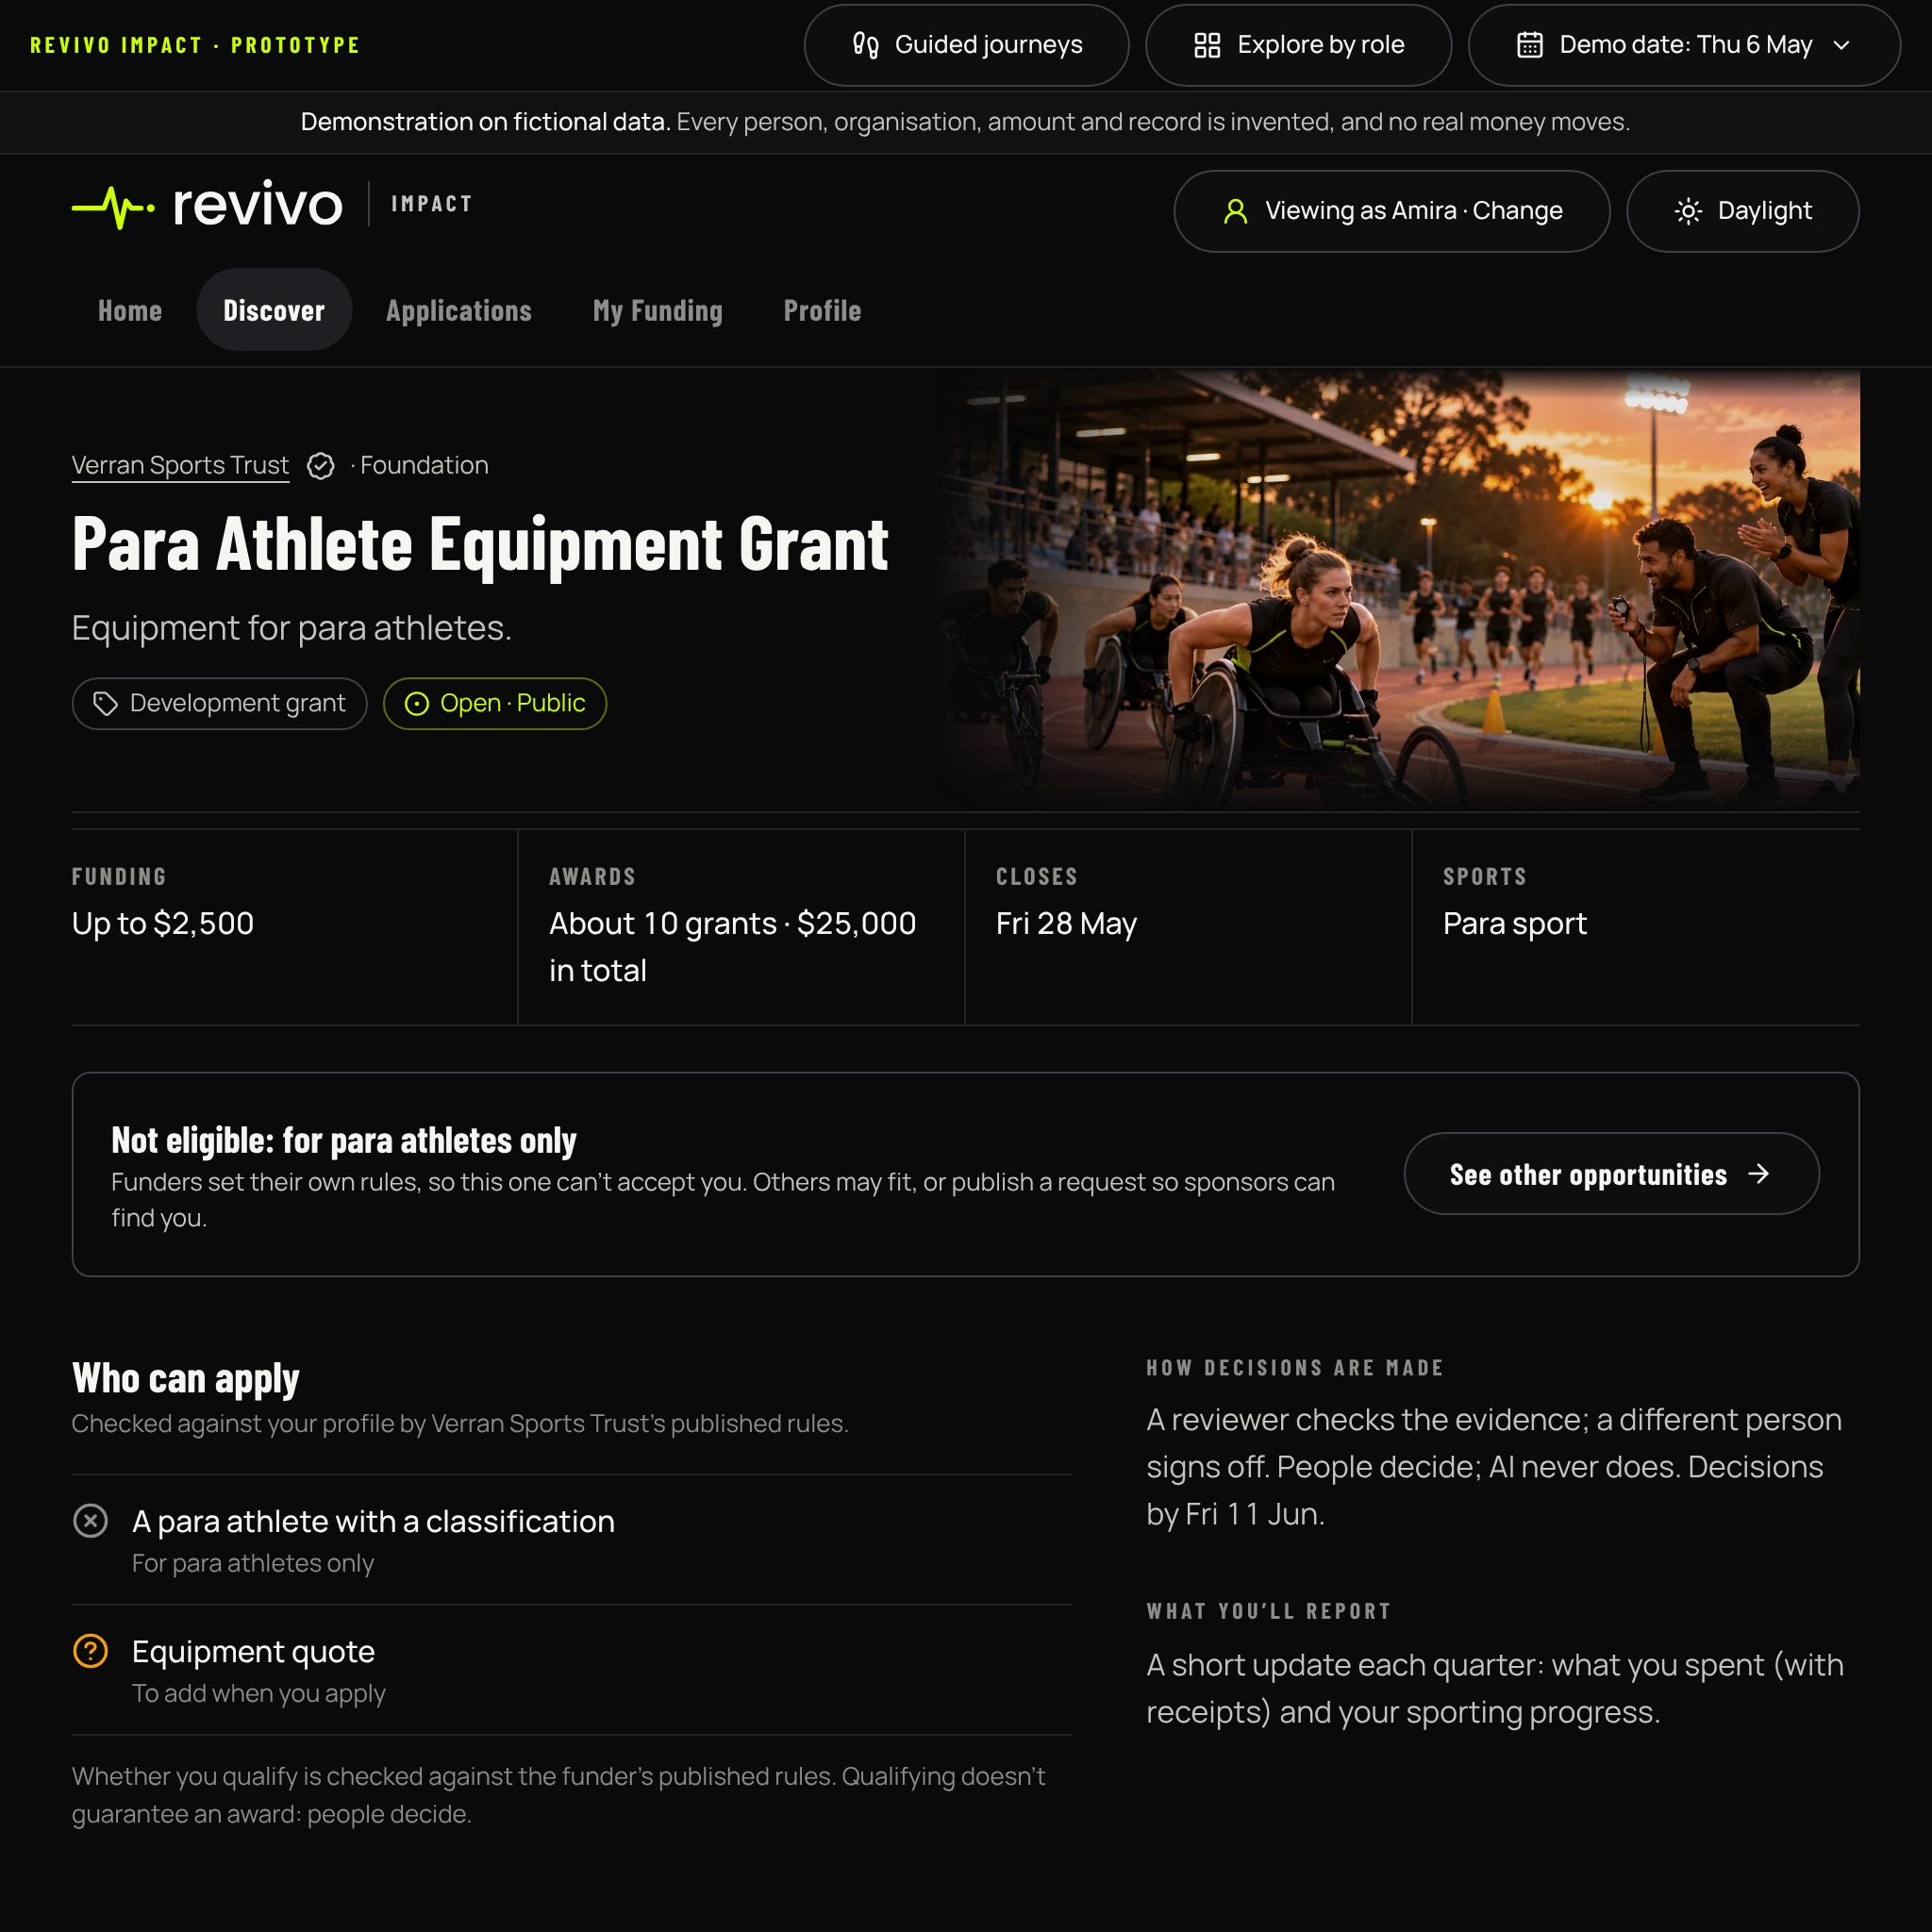 REVIVO IMPACT · PROTOTYPE
Guided journeys
Explore by role
Demo date: Thu 6 May
Demonstration on fictional data. Every person, organisation, amount and record is invented, and no real money moves.
revivo
IMPACT
Viewing as Amira · Change
Daylight
Home
Discover
Applications
My Funding
Profile
Verran Sports Trust · Foundation
Para Athlete Equipment Grant
Equipment for para athletes.
Development grant
Open · Public
FUNDING
Up to $2,500
AWARDS
About 10 grants · $25,000
in total
CLOSES
Fri 28 May
SPORTS
Para sport
Not eligible: for para athletes only
Funders set their own rules, so this one can’t accept you. Others may fit, or publish a request so sponsors can
find you.
See other opportunities
Who can apply
Checked against your profile by Verran Sports Trust’s published rules.
A para athlete with a classification
For para athletes only
Equipment quote
To add when you apply
Whether you qualify is checked against the funder’s published rules. Qualifying doesn’t
guarantee an award: people decide.
HOW DECISIONS ARE MADE
A reviewer checks the evidence; a different person
signs off. People decide; AI never does. Decisions
by Fri 11 Jun.
WHAT YOU’LL REPORT
A short update each quarter: what you spent (with
receipts) and your sporting progress.